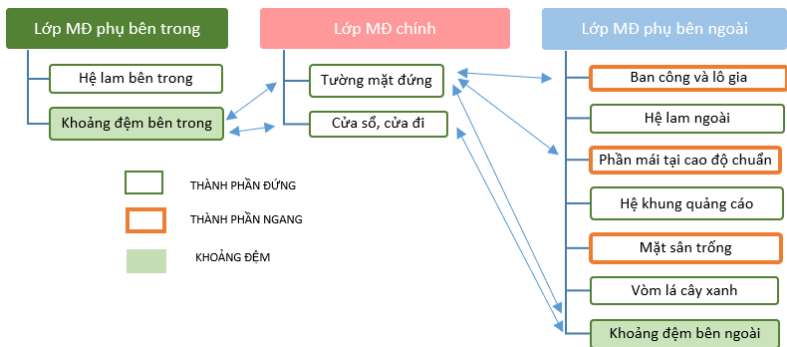 Lớp MĐ phụ bên trong
Lớp MĐ chính
Lớp MĐ phụ bên ngoài
Hệ lam bên trong
Khoảng đệm bên trong
Tường mặt đứng
Cửa sổ, cửa đi
Ban công và lô gia
Hệ lam ngoài
Phần mái tại cao độ chuẩn
Hệ khung quảng cáo
Mặt sân trống
Vòm lá cây xanh
Khoảng đệm bên ngoài
THÀNH PHẦN ĐỨNG
THÀNH PHẦN NGANG
KHOẢNG ĐỆM